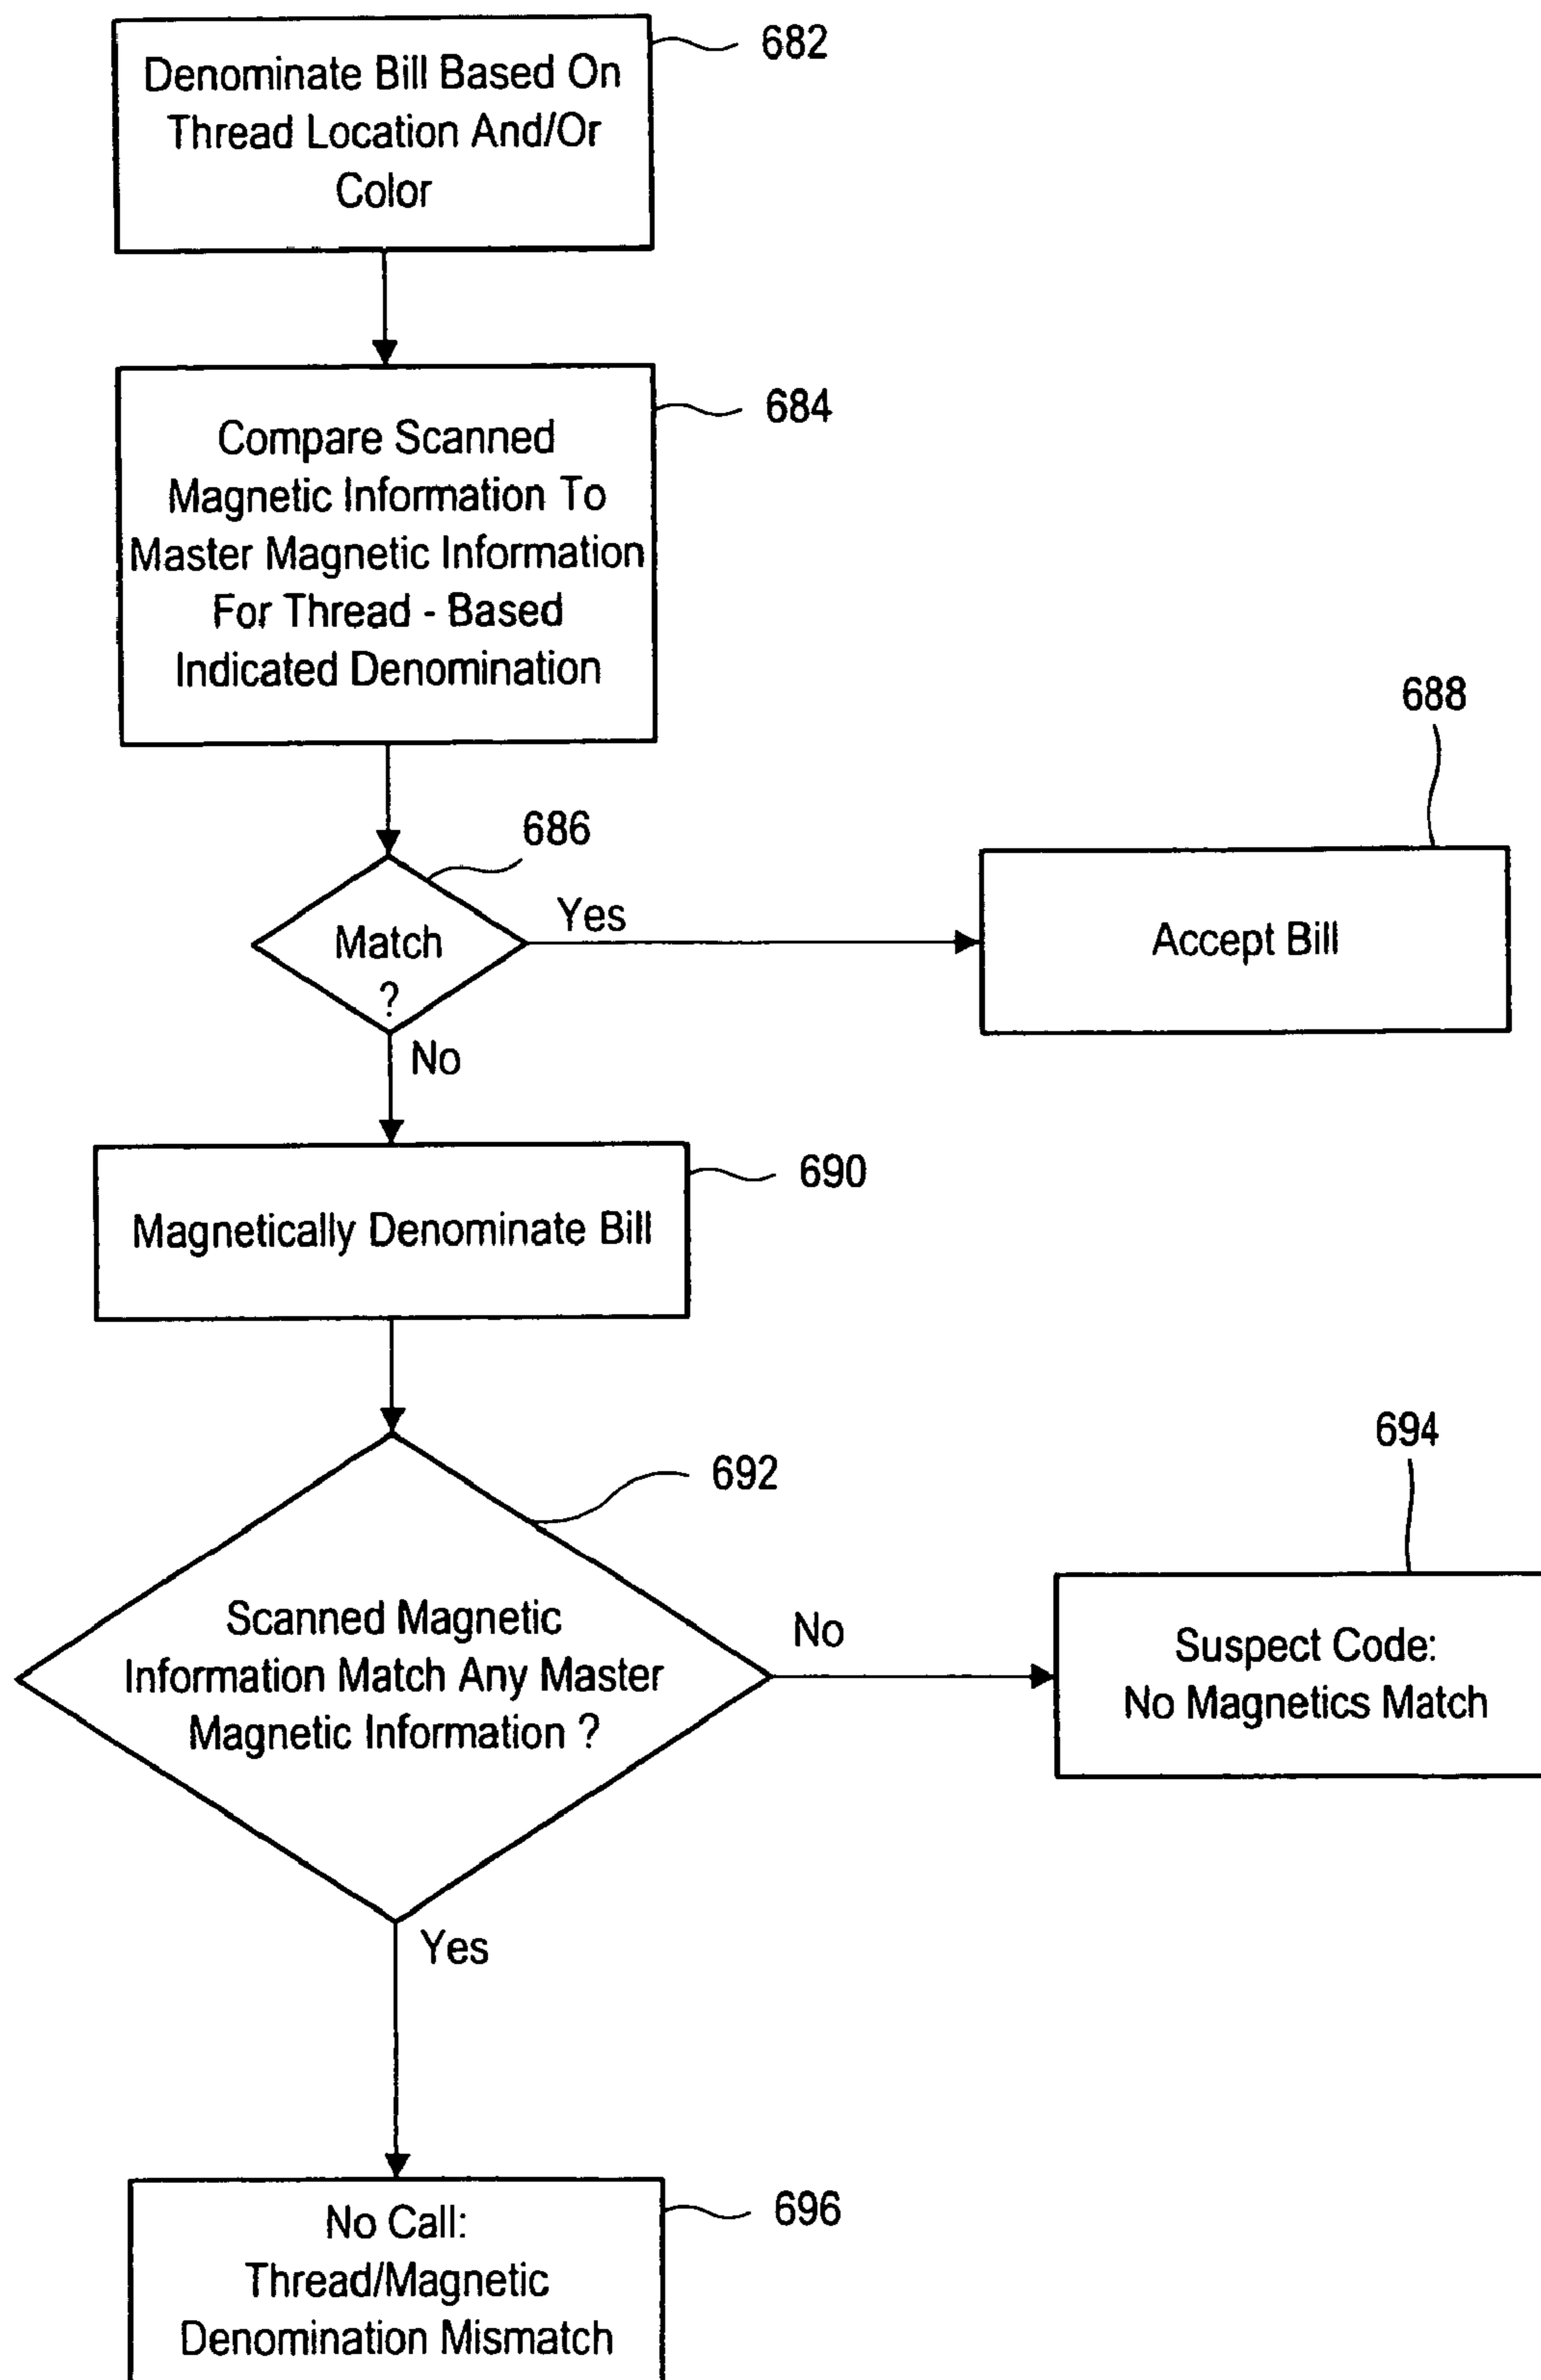 682
Denominate Bill Based On
Thread Location And/Or
Color
684
Compare Scanned
Magnetic Information To
Master Magnetic Information
For Thread - Based
Indicated Denomination
686
Match
?
Yes
688
Accept Bill
No
690
Magnetically Denominate Bill
692
Scanned Magnetic
Information Match Any Master
Magnetic Information ?
No
694
Suspect Code:
No Magnetics Match
Yes
696
No Call:
Thread/Magnetic
Denomination Mismatch